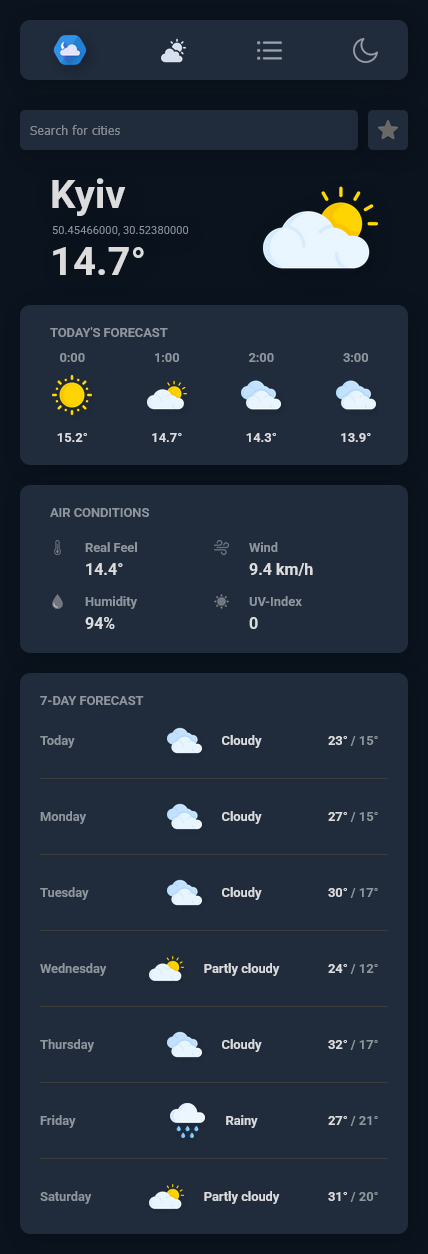 Search for cities
Kyiv
50.45466000, 30.52380000
14.7°
TODAY'S FORECAST
0:00 1:00 2:00 3:00
15.2° 14.7° 14.3° 13.9°
AIR CONDITIONS
Real Feel Wind
14.4° 9.4 km/h
Humidity UV-Index
94% 0
7-DAY FORECAST
Today Cloudy 23° / 15°
Monday Cloudy 27° / 15°
Tuesday Cloudy 30° / 17°
Wednesday Partly cloudy 24° / 12°
Thursday Cloudy 32° / 17°
Friday Rainy 27° / 21°
Saturday Partly cloudy 31° / 20°